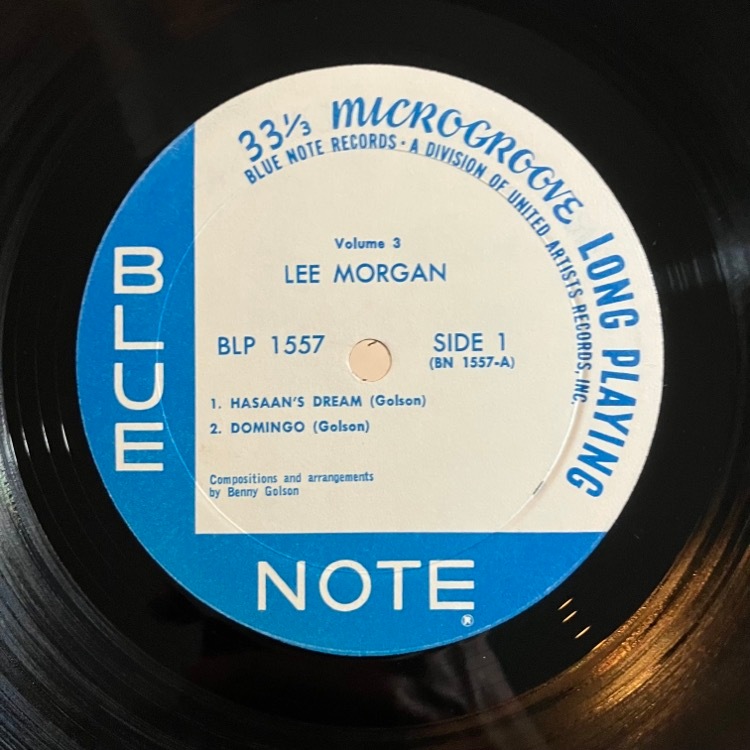 33⅓ MICROGROOVE LONG PLAYING
BLUE NOTE RECORDS • A DIVISION OF UNITED ARTISTS RECORDS, INC.
Volume 3
LEE MORGAN
BLP 1557
SIDE 1
(BN 1557-A)
1. HASAAN'S DREAM (Golson)
2. DOMINGO (Golson)
Compositions and arrangements
by Benny Golson
BLUE
NOTE
®